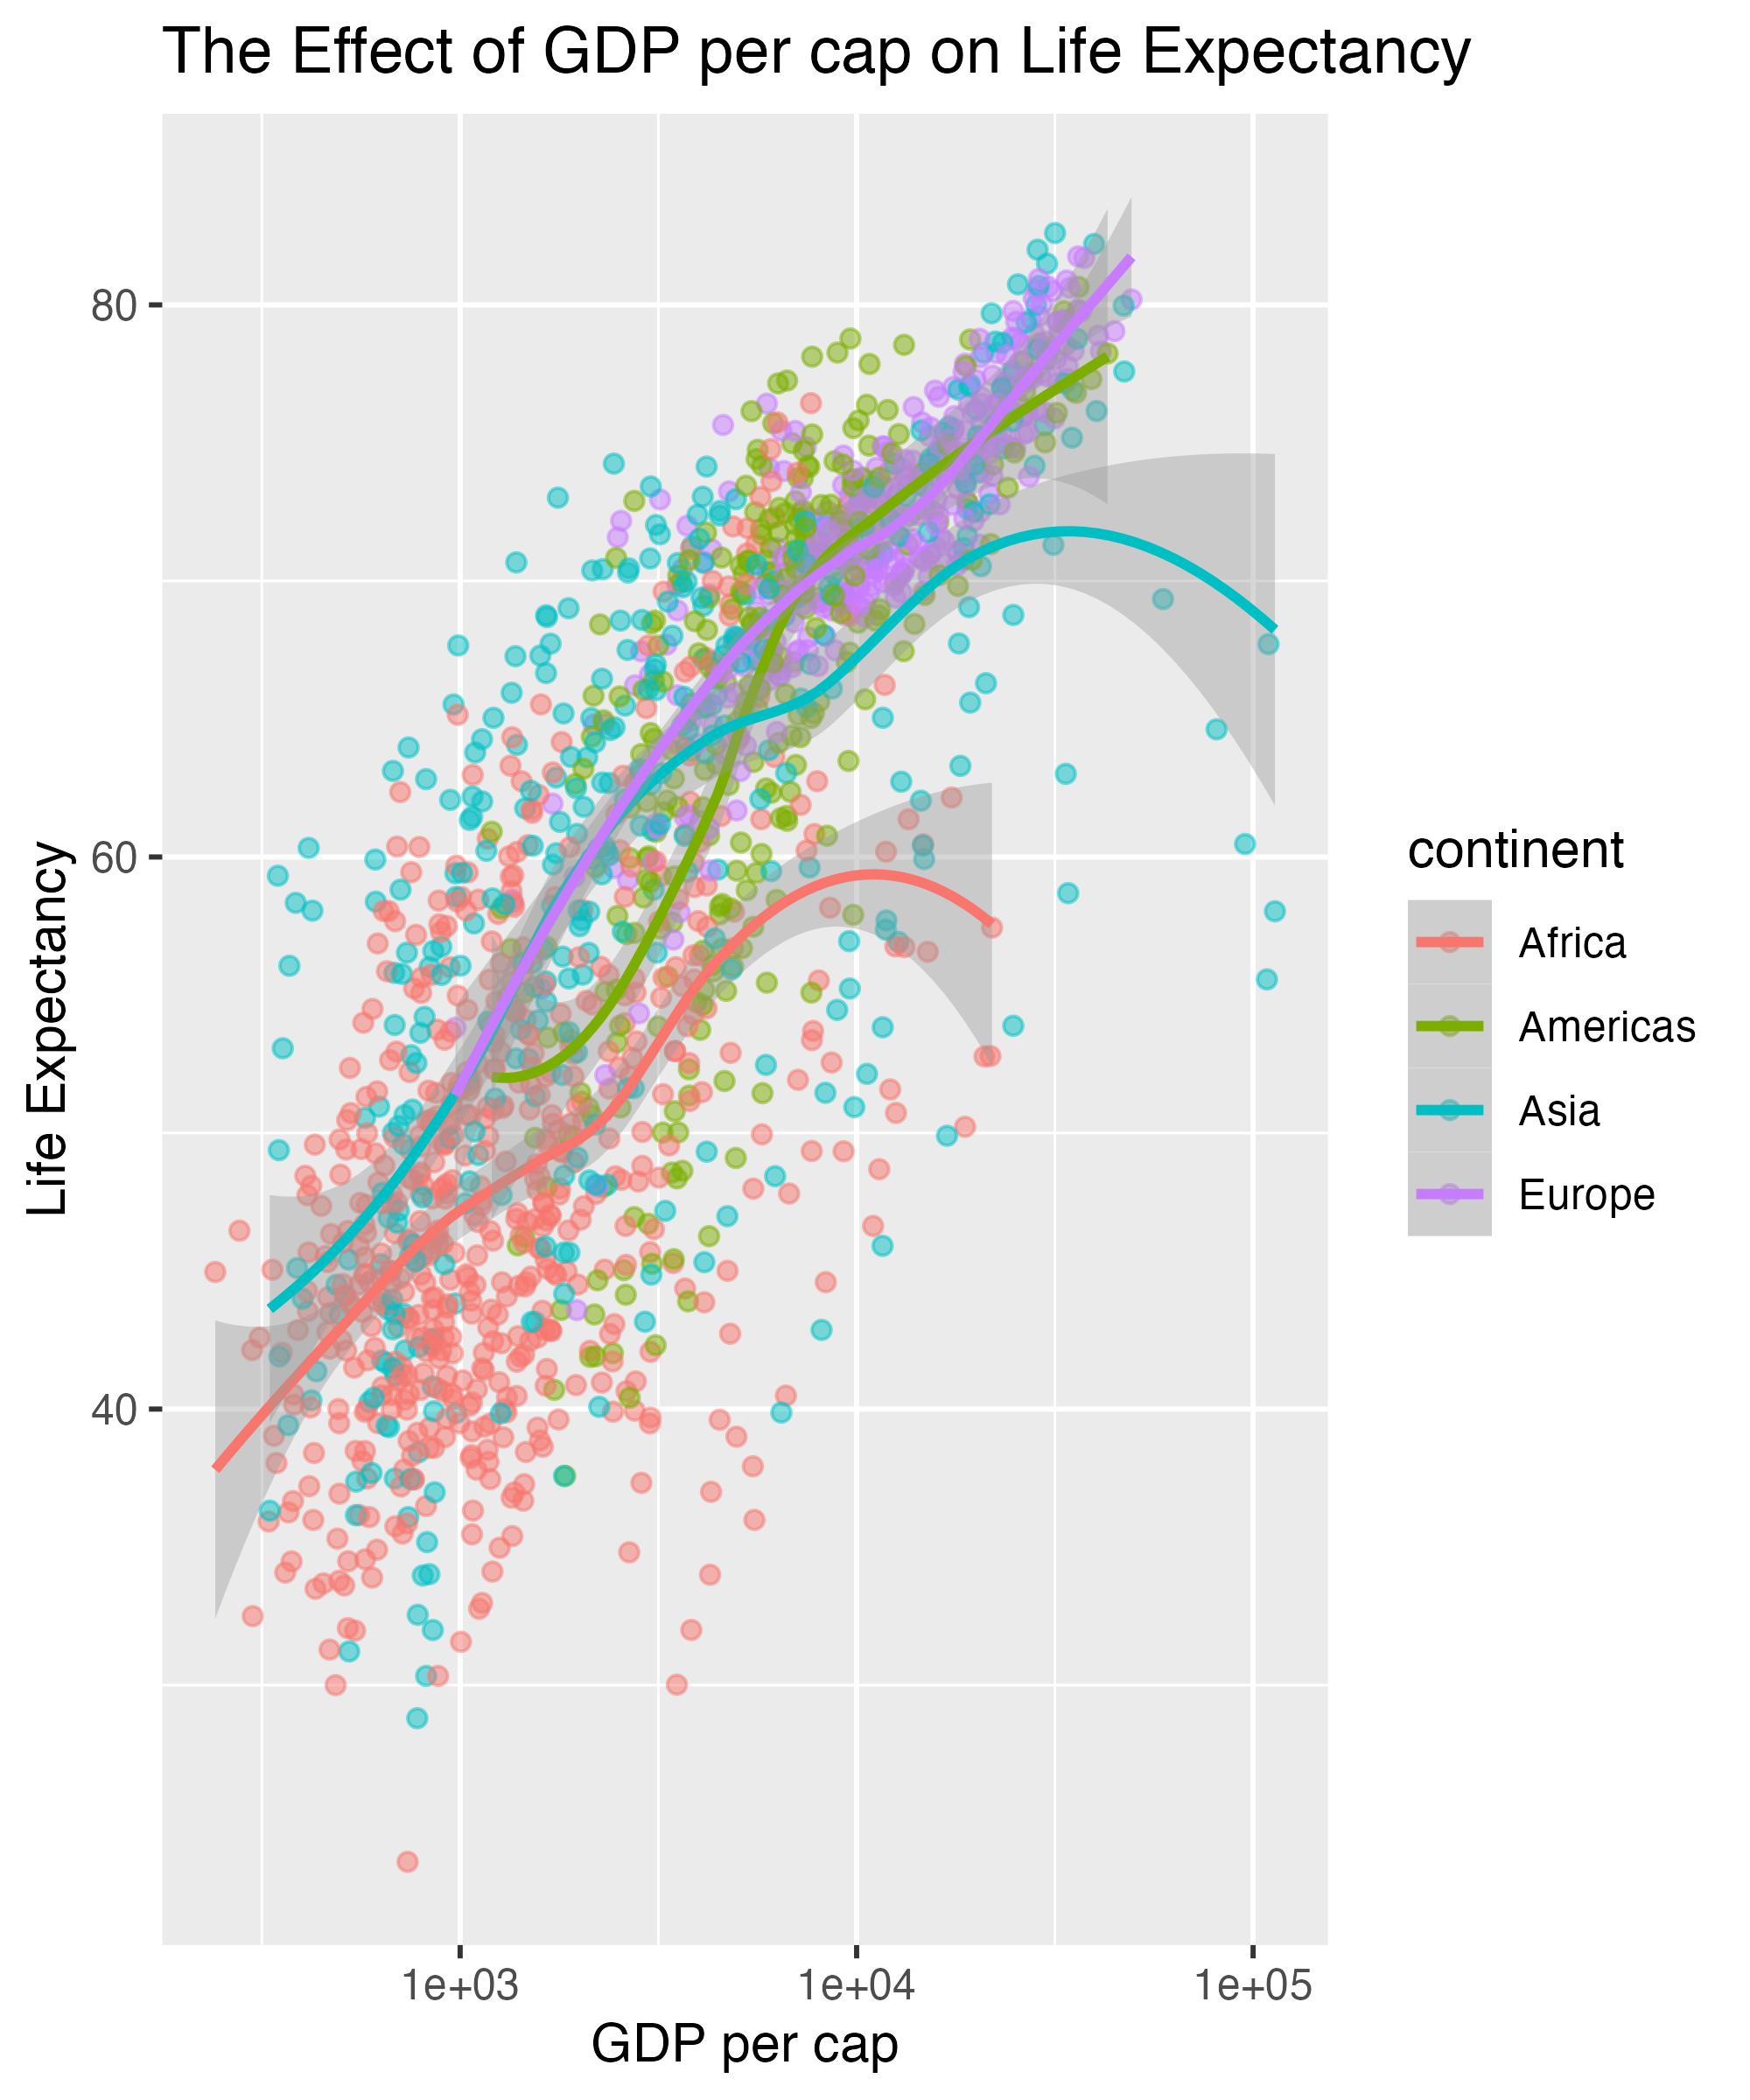 The Effect of GDP per cap on Life Expectancy
80
60
40
Life Expectancy
1e+03
1e+04
1e+05
GDP per cap
continent
Africa
Americas
Asia
Europe